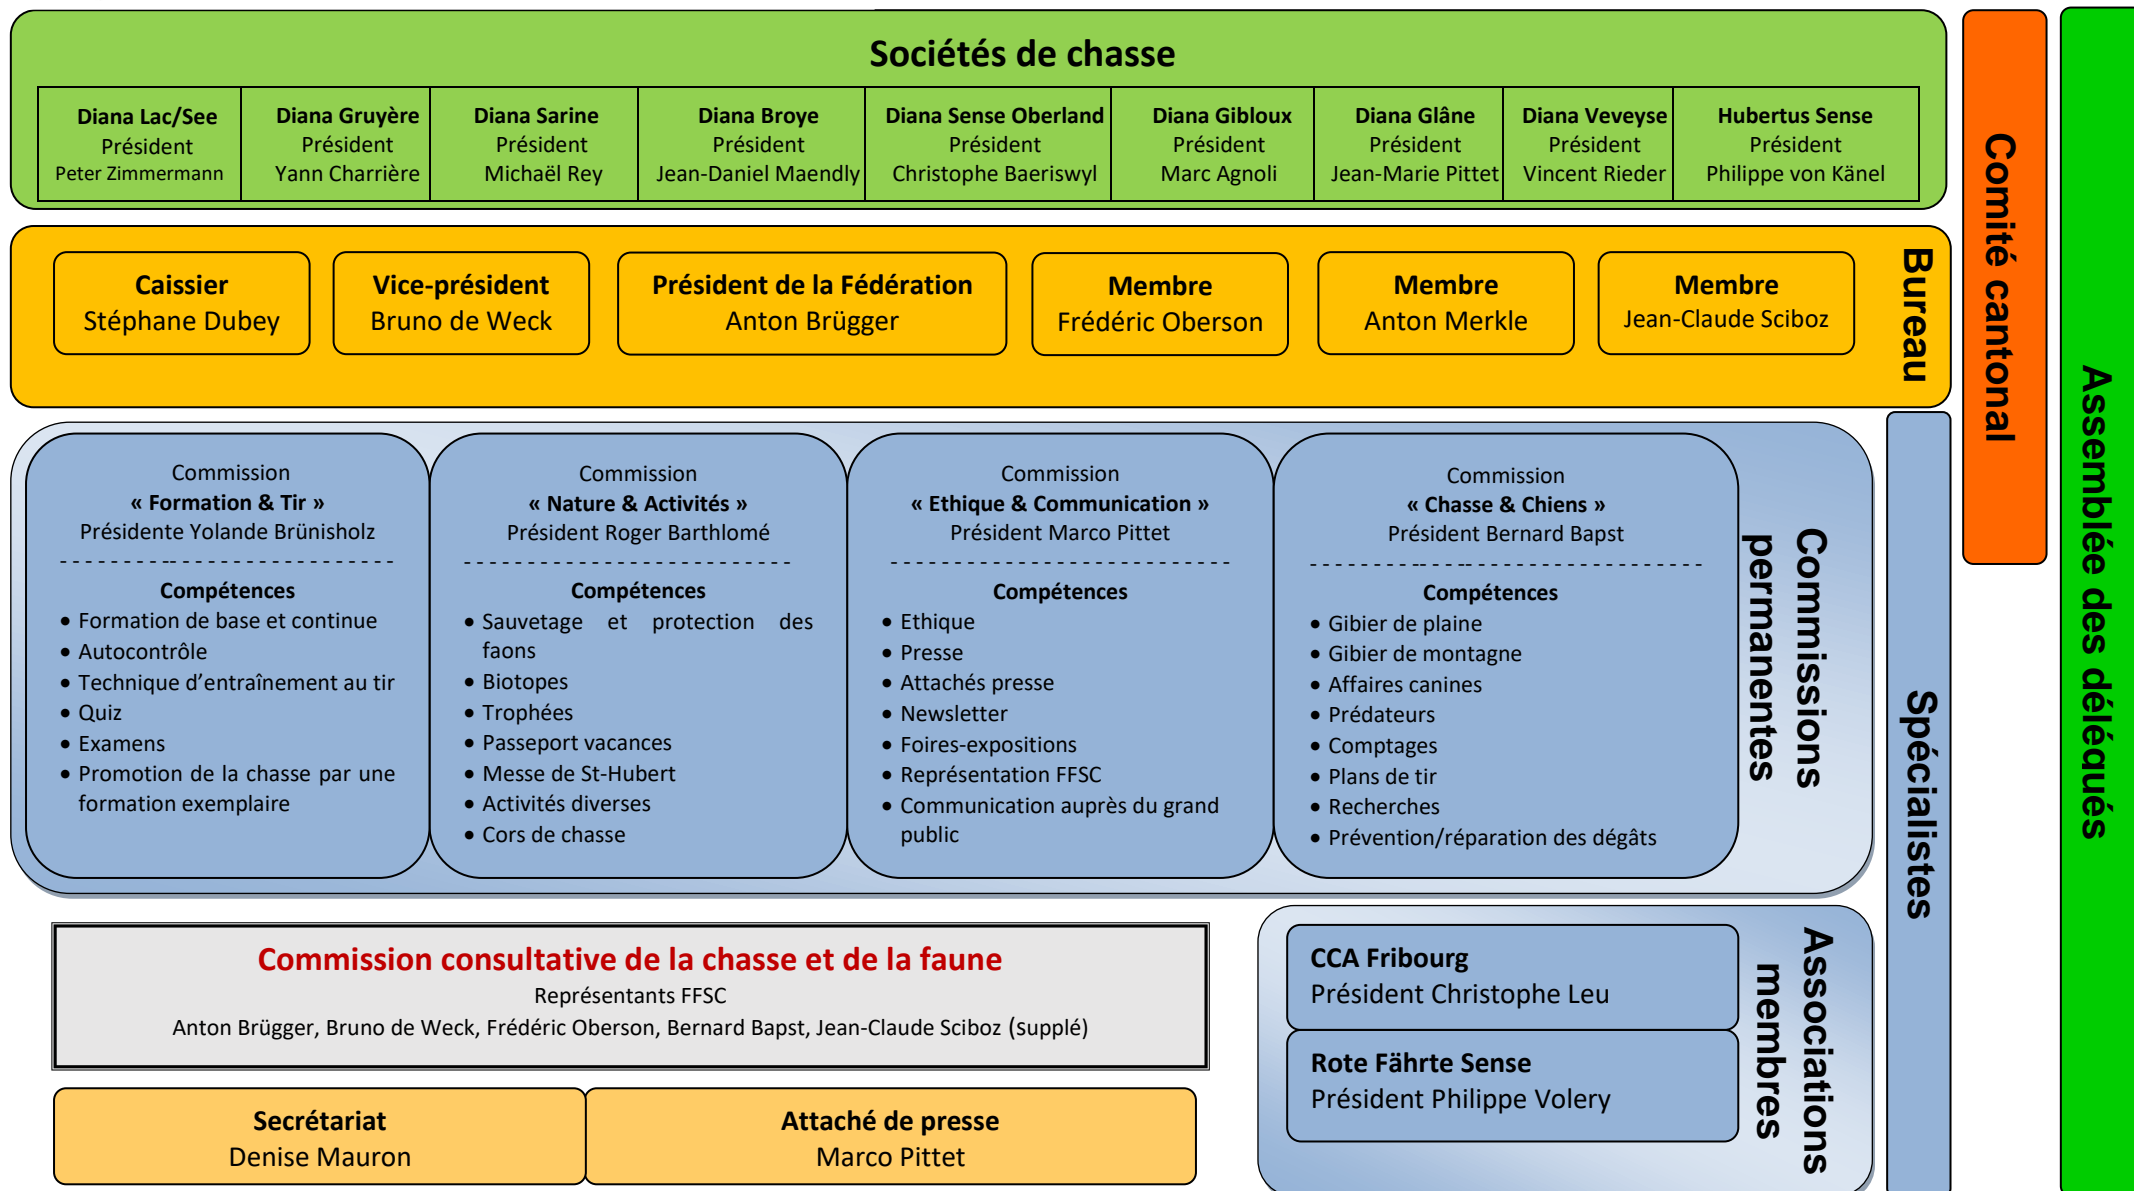 Sociétés de chasse
Diana Lac/See
Président
Peter Zimmermann
Diana Gruyère
Président
Yann Charrière
Diana Sarine
Président
Michaël Rey
Diana Broye
Président
Jean-Daniel Maendly
Diana Sense Oberland
Président
Christophe Baeriswyl
Diana Gibloux
Président
Marc Agnoli
Diana Glâne
Président
Jean-Marie Pittet
Diana Veveyse
Président
Vincent Rieder
Hubertus Sense
Président
Philippe von Känel
Caissier
Stéphane Dubey
Vice-président
Bruno de Weck
Président de la Fédération
Anton Brügger
Membre
Frédéric Oberson
Membre
Anton Merkle
Membre
Jean-Claude Sciboz
Bureau
Comité cantonal
Assemblée des délégués
Commission
« Formation & Tir »
Présidente Yolande Brünisholz
Compétences
• Formation de base et continue
• Autocontrôle
• Technique d'entraînement au tir
• Quiz
• Examens
• Promotion de la chasse par une
formation exemplaire
Commission
« Nature & Activités »
Président Roger Barthlomé
Compétences
• Sauvetage et protection des
faons
• Biotopes
• Trophées
• Passeport vacances
• Messe de St-Hubert
• Activités diverses
• Cors de chasse
Commission
« Ethique & Communication »
Président Marco Pittet
Compétences
• Ethique
• Presse
• Attachés presse
• Newsletter
• Foires-expositions
• Représentation FFSC
• Communication auprès du grand
public
Commission
« Chasse & Chiens »
Président Bernard Bapst
Compétences
• Gibier de plaine
• Gibier de montagne
• Affaires canines
• Prédateurs
• Comptages
• Plans de tir
• Recherches
• Prévention/réparation des dégâts
Commissions
permanentes
Spécialistes
Commission consultative de la chasse et de la faune
Représentants FFSC
Anton Brügger, Bruno de Weck, Frédéric Oberson, Bernard Bapst, Jean-Claude Sciboz (supplé)
CCA Fribourg
Président Christophe Leu
Rote Fährte Sense
Président Philippe Volery
Associations
membres
Secrétariat
Denise Mauron
Attaché de presse
Marco Pittet